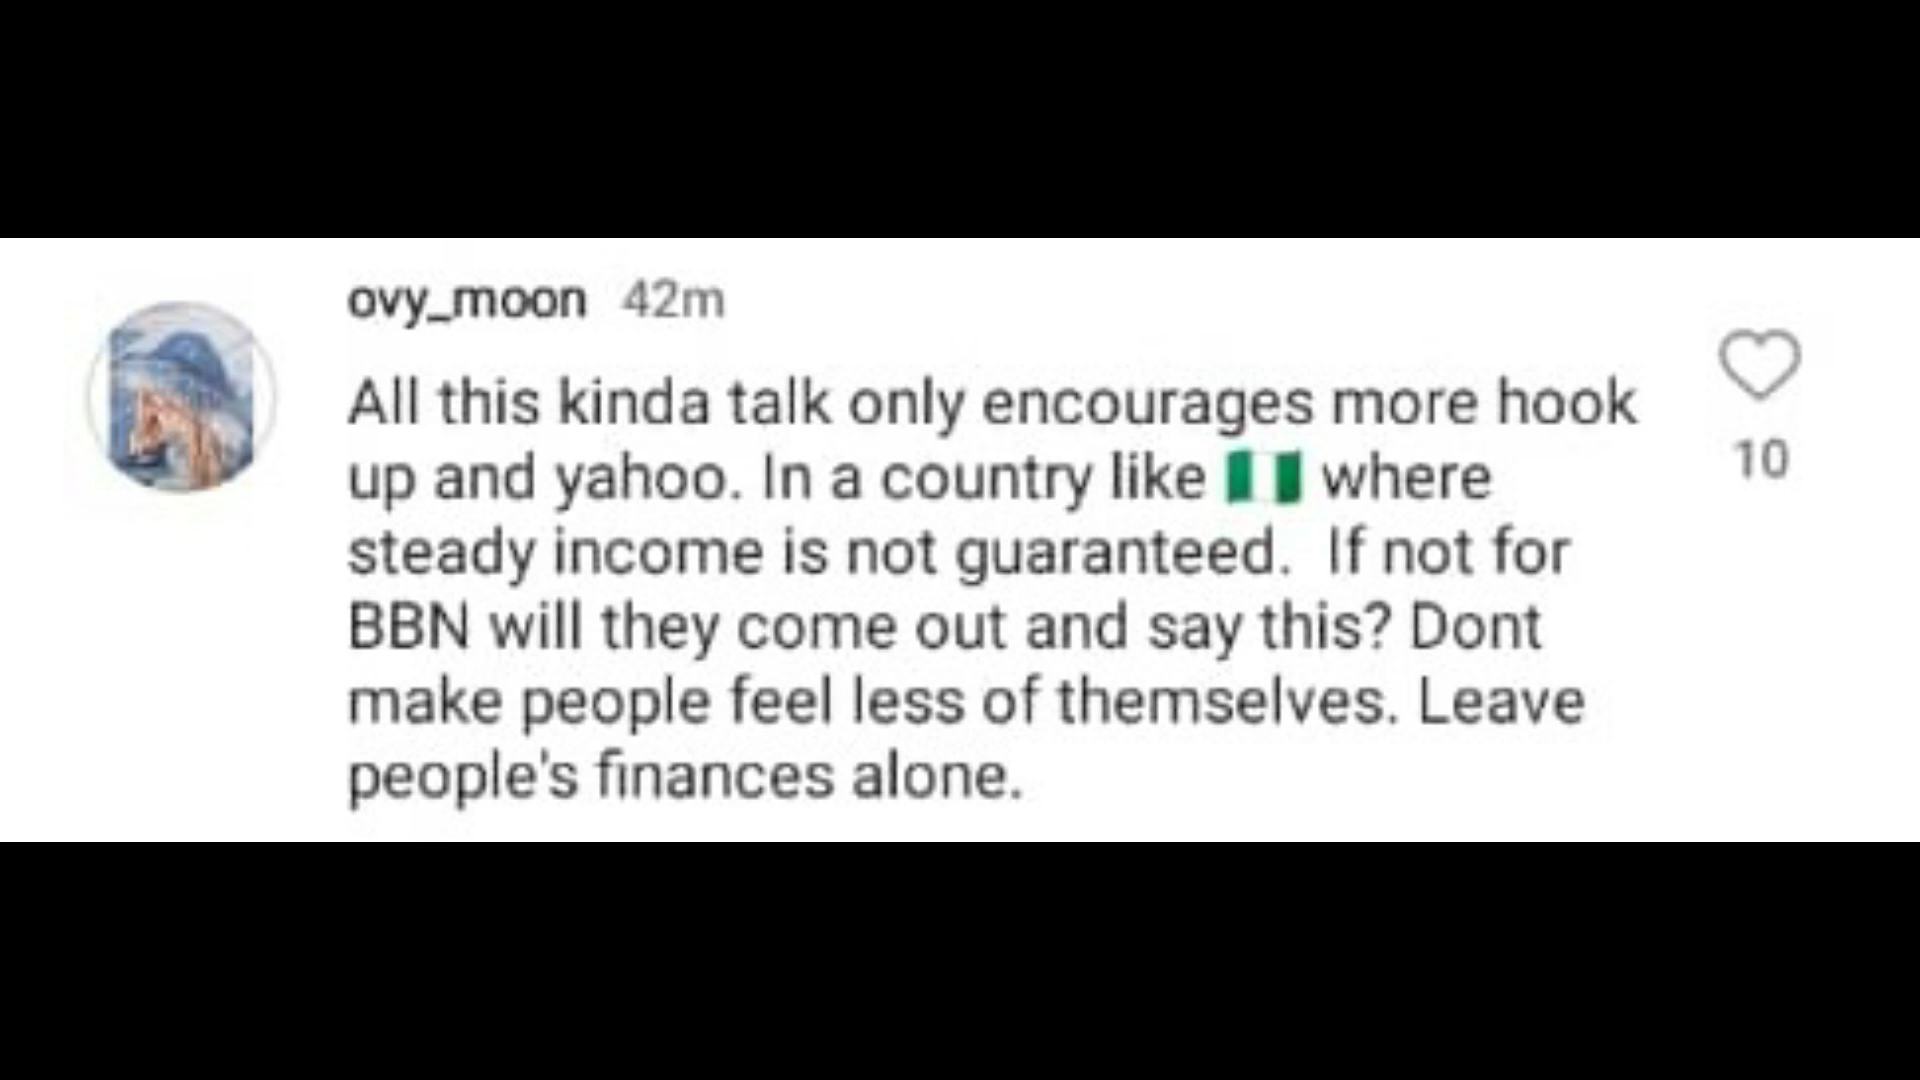 ovy_moon 42m
All this kinda talk only encourages more hook
up and yahoo. In a country like 🇳🇬 where
steady income is not guaranteed.  If not for
BBN will they come out and say this? Dont
make people feel less of themselves. Leave
people's finances alone.
10